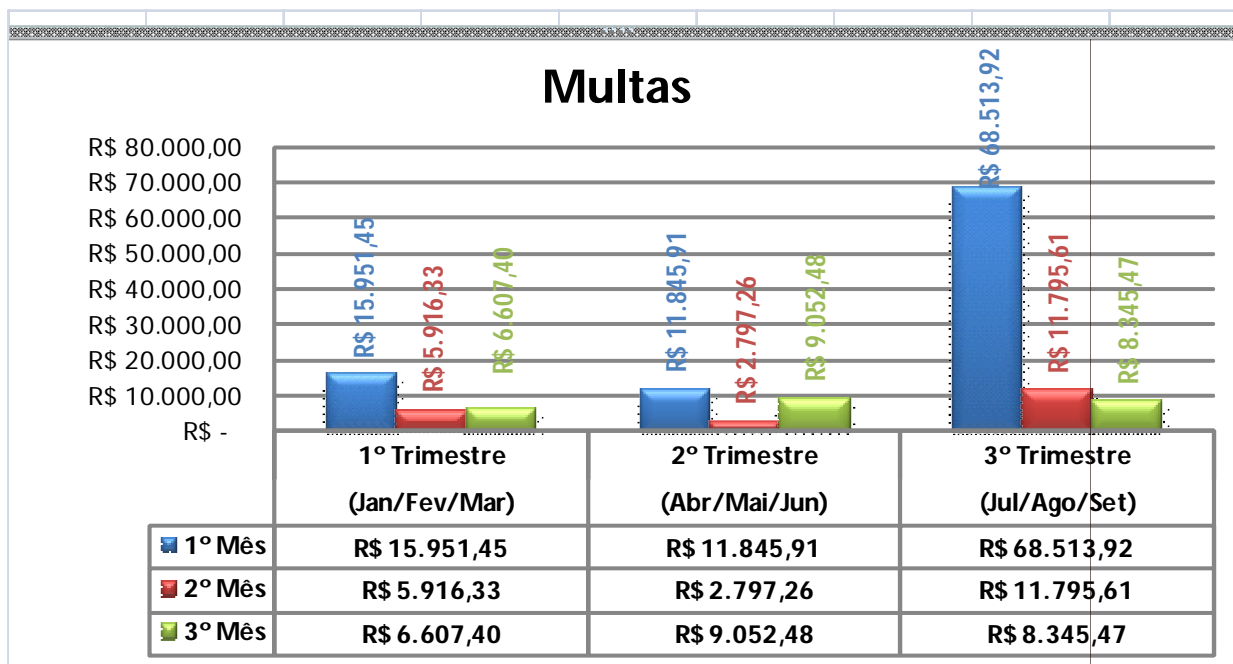 Multas
R$ 80.000,00
R$ 70.000,00
R$ 60.000,00
R$ 50.000,00
R$ 40.000,00
R$ 30.000,00
R$ 20.000,00
R$ 10.000,00
R$ -
R$ 15.951,45
R$ 5.916,33
R$ 6.607,40
R$ 11.845,91
R$ 2.797,26
R$ 9.052,48
R$ 68.513,92
R$ 11.795,61
R$ 8.345,47
1º Trimestre (Jan/Fev/Mar)
2º Trimestre (Abr/Mai/Jun)
3º Trimestre (Jul/Ago/Set)
1º Mês R$ 15.951,45 R$ 11.845,91 R$ 68.513,92
2º Mês R$ 5.916,33 R$ 2.797,26 R$ 11.795,61
3º Mês R$ 6.607,40 R$ 9.052,48 R$ 8.345,47